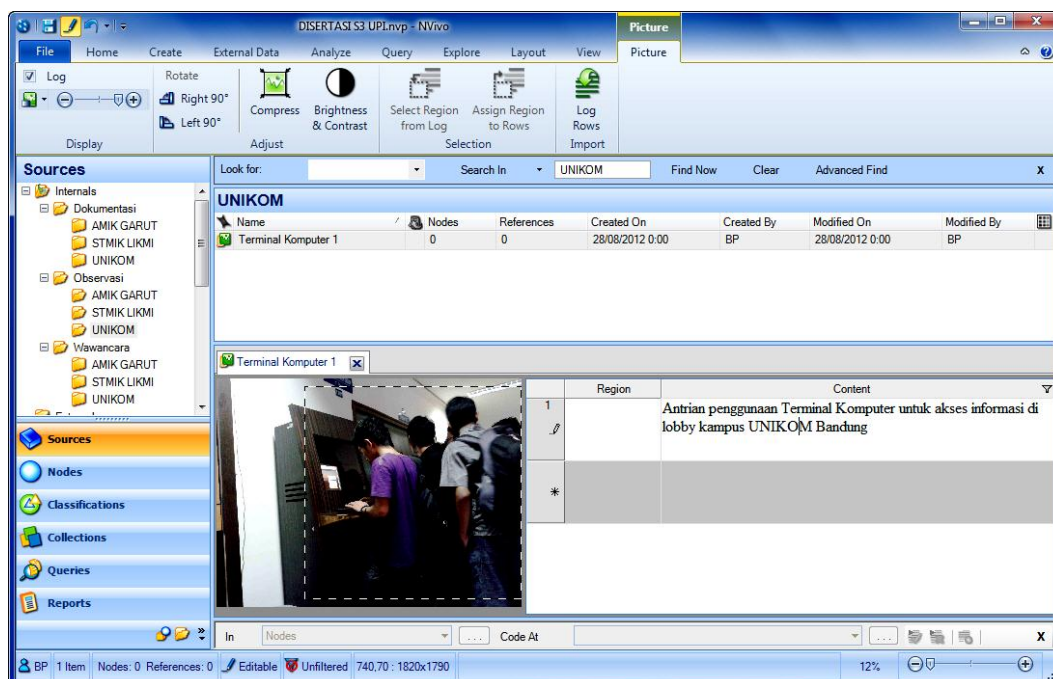 DISERTASI S3 UPI.nvp - NVivo
Picture
File Home Create External Data Analyze Query Explore Layout View Picture
Log
Rotate
Right 90°
Left 90°
Compress
Brightness
& Contrast
Select Region
from Log
Assign Region
to Rows
Log
Rows
Display Adjust Selection Import
Sources
Look for: Search In UNIKOM Find Now Clear Advanced Find X
Internals
Dokumentasi
AMIK GARUT
STMIK LIKMI
UNIKOM
Observasi
AMIK GARUT
STMIK LIKMI
UNIKOM
Wawancara
AMIK GARUT
STMIK LIKMI
UNIKOM
UNIKOM
Name Nodes References Created On Created By Modified On Modified By
Terminal Komputer 1 0 0 28/08/2012 0:00 BP 28/08/2012 0:00 BP
Terminal Komputer 1
Region Content
1
Antrian penggunaan Terminal Komputer untuk akses informasi di
lobby kampus UNIKOM Bandung
Sources
Nodes
Classifications
Collections
Queries
Reports
In Nodes ... Code At ... X
BP 1 Item Nodes: 0 References: 0 Editable Unfiltered 740,70 : 1820x1790 12%